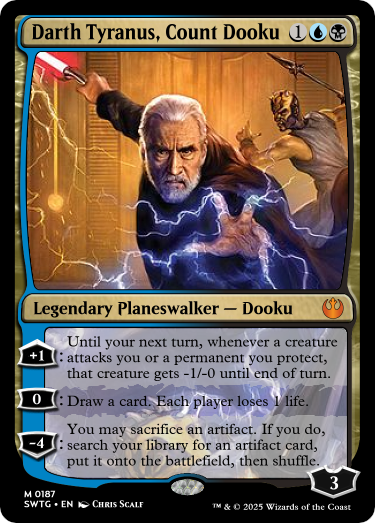 Darth Tyranus, Count Dooku 1
Legendary Planeswalker — Dooku
+1: Until your next turn, whenever a creature
attacks you or a permanent you protect,
that creature gets -1/-0 until end of turn.
0: Draw a card. Each player loses 1 life.
-4: You may sacrifice an artifact. If you do,
search your library for an artifact card,
put it onto the battlefield, then shuffle.
3
M 0187
SWTG • EN Chris Scalf
™ & © 2025 Wizards of the Coast